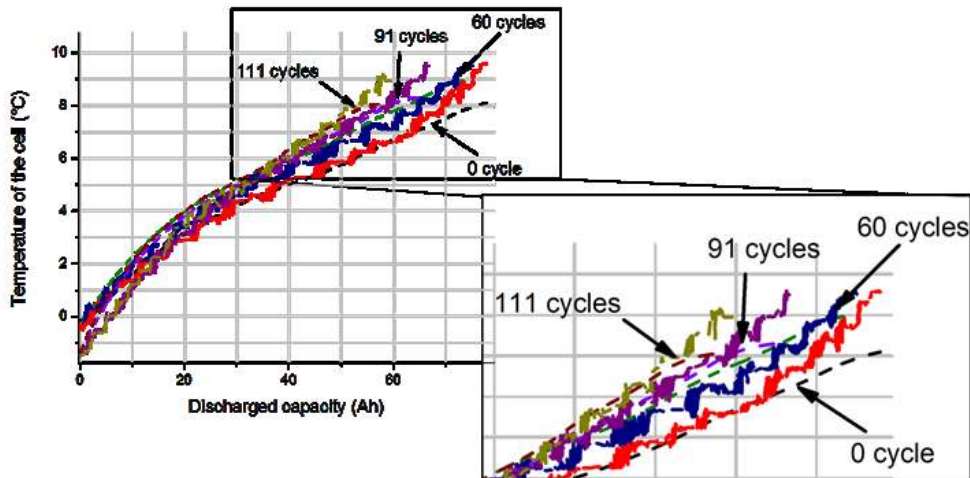 60 cycles
91 cycles
111 cycles
0 cycle
10
8
6
4
2
0
Temperature of the cell (°C)
0 20 40 60
Discharged capacity (Ah)
60 cycles
91 cycles
111 cycles
0 cycle